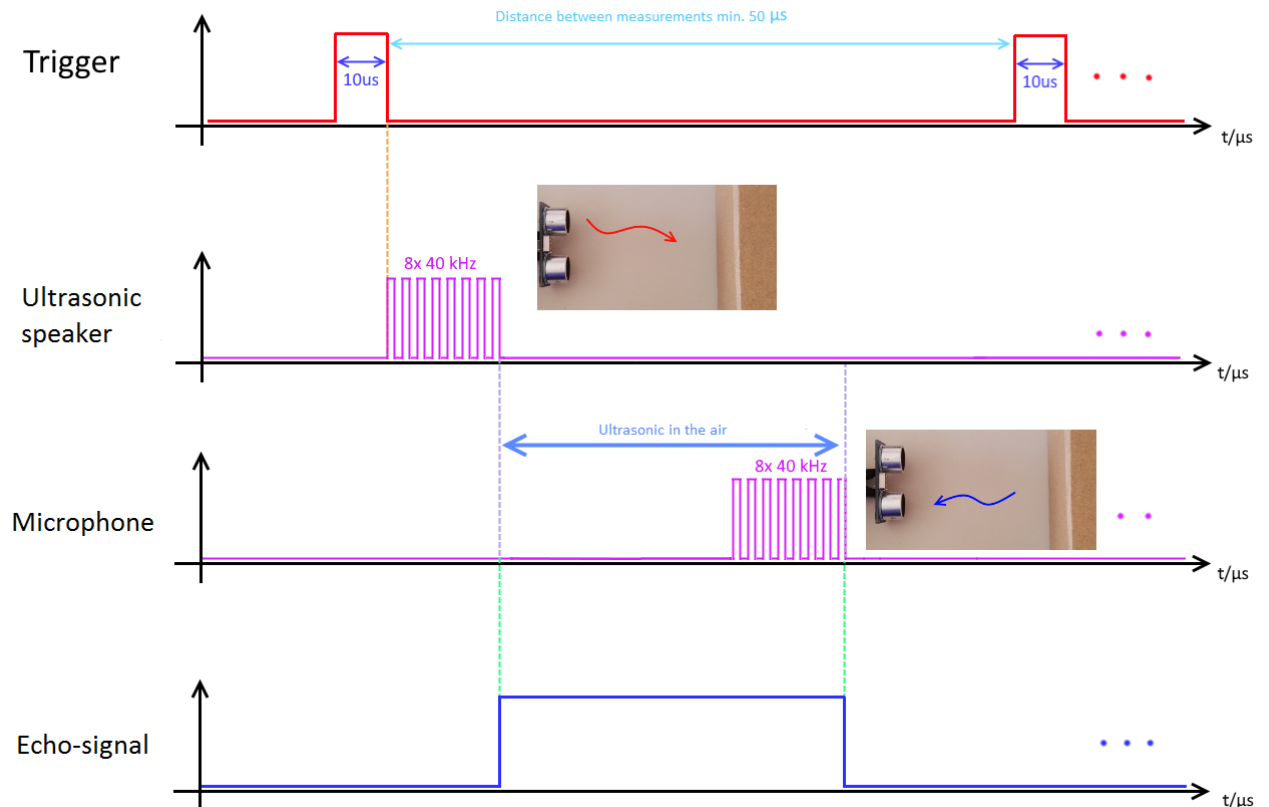 Distance between measurements min. 50 µs
Trigger
10us
10us
t/µs
8x 40 kHz
Ultrasonic
speaker
t/µs
Ultrasonic in the air
8x 40 kHz
Microphone
t/µs
Echo-signal
t/µs